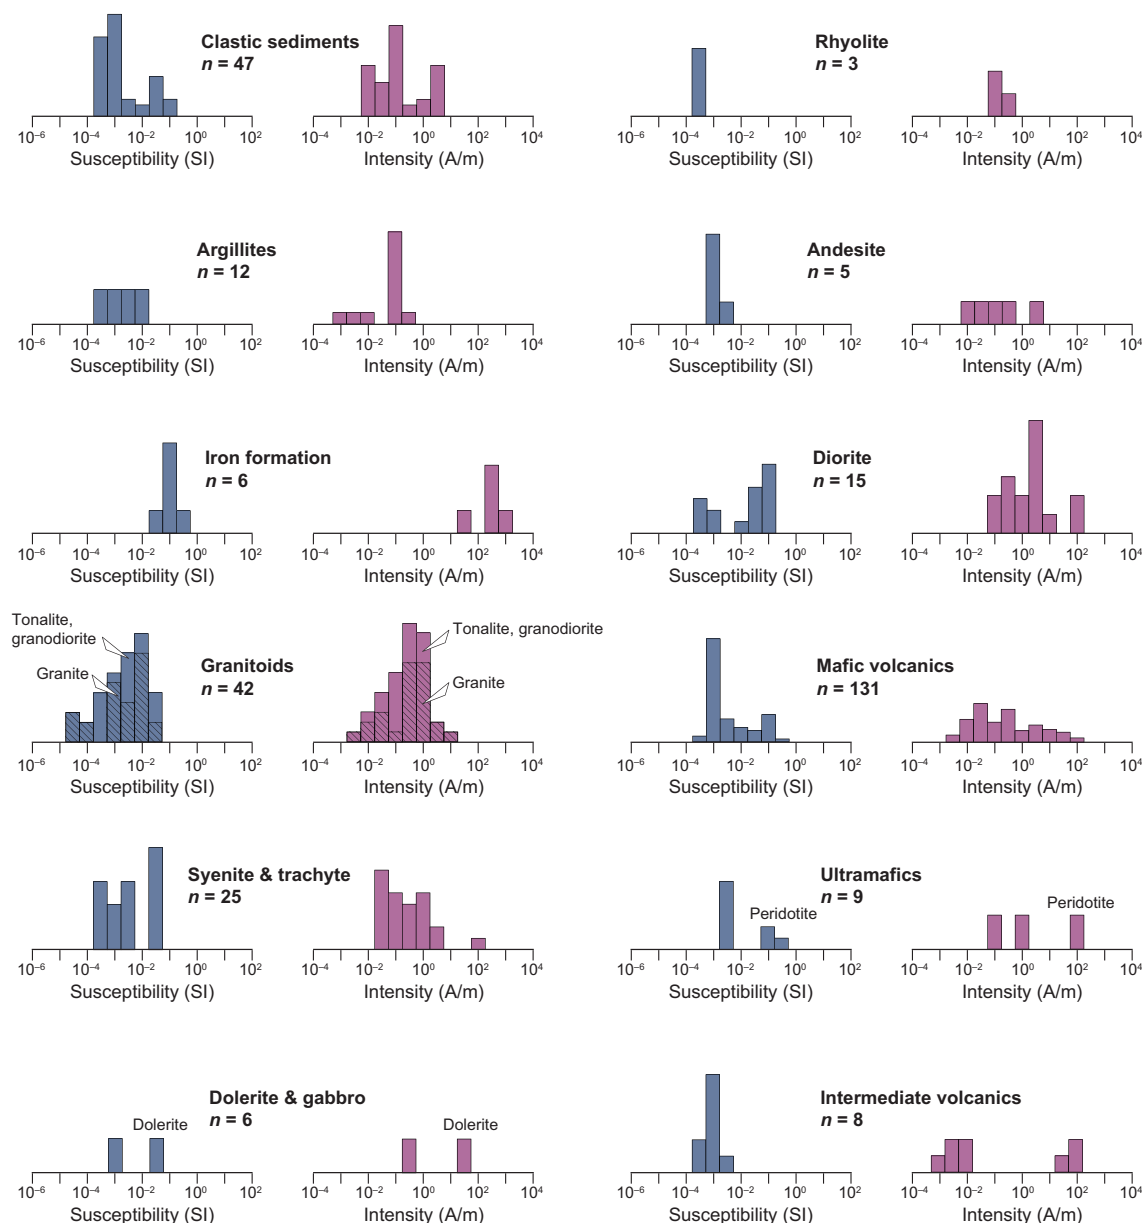 Clastic sediments
n = 47
10⁻⁶ 10⁻⁴ 10⁻² 10⁰ 10²
Susceptibility (SI)
10⁻⁴ 10⁻² 10⁰ 10² 10⁴
Intensity (A/m)
Rhyolite
n = 3
10⁻⁶ 10⁻⁴ 10⁻² 10⁰ 10²
Susceptibility (SI)
10⁻⁴ 10⁻² 10⁰ 10² 10⁴
Intensity (A/m)
Argillites
n = 12
10⁻⁶ 10⁻⁴ 10⁻² 10⁰ 10²
Susceptibility (SI)
10⁻⁴ 10⁻² 10⁰ 10² 10⁴
Intensity (A/m)
Andesite
n = 5
10⁻⁶ 10⁻⁴ 10⁻² 10⁰ 10²
Susceptibility (SI)
10⁻⁴ 10⁻² 10⁰ 10² 10⁴
Intensity (A/m)
Iron formation
n = 6
10⁻⁶ 10⁻⁴ 10⁻² 10⁰ 10²
Susceptibility (SI)
10⁻⁴ 10⁻² 10⁰ 10² 10⁴
Intensity (A/m)
Diorite
n = 15
10⁻⁶ 10⁻⁴ 10⁻² 10⁰ 10²
Susceptibility (SI)
10⁻⁴ 10⁻² 10⁰ 10² 10⁴
Intensity (A/m)
Tonalite,
granodiorite
Granite
Granitoids
n = 42
Tonalite, granodiorite
Granite
10⁻⁶ 10⁻⁴ 10⁻² 10⁰ 10²
Susceptibility (SI)
10⁻⁴ 10⁻² 10⁰ 10² 10⁴
Intensity (A/m)
Mafic volcanics
n = 131
10⁻⁶ 10⁻⁴ 10⁻² 10⁰ 10²
Susceptibility (SI)
10⁻⁴ 10⁻² 10⁰ 10² 10⁴
Intensity (A/m)
Syenite & trachyte
n = 25
10⁻⁶ 10⁻⁴ 10⁻² 10⁰ 10²
Susceptibility (SI)
10⁻⁴ 10⁻² 10⁰ 10² 10⁴
Intensity (A/m)
Ultramafics
n = 9
Peridotite
Peridotite
10⁻⁶ 10⁻⁴ 10⁻² 10⁰ 10²
Susceptibility (SI)
10⁻⁴ 10⁻² 10⁰ 10² 10⁴
Intensity (A/m)
Dolerite & gabbro
n = 6
Dolerite
Dolerite
10⁻⁶ 10⁻⁴ 10⁻² 10⁰ 10²
Susceptibility (SI)
10⁻⁴ 10⁻² 10⁰ 10² 10⁴
Intensity (A/m)
Intermediate volcanics
n = 8
10⁻⁶ 10⁻⁴ 10⁻² 10⁰ 10²
Susceptibility (SI)
10⁻⁴ 10⁻² 10⁰ 10² 10⁴
Intensity (A/m)